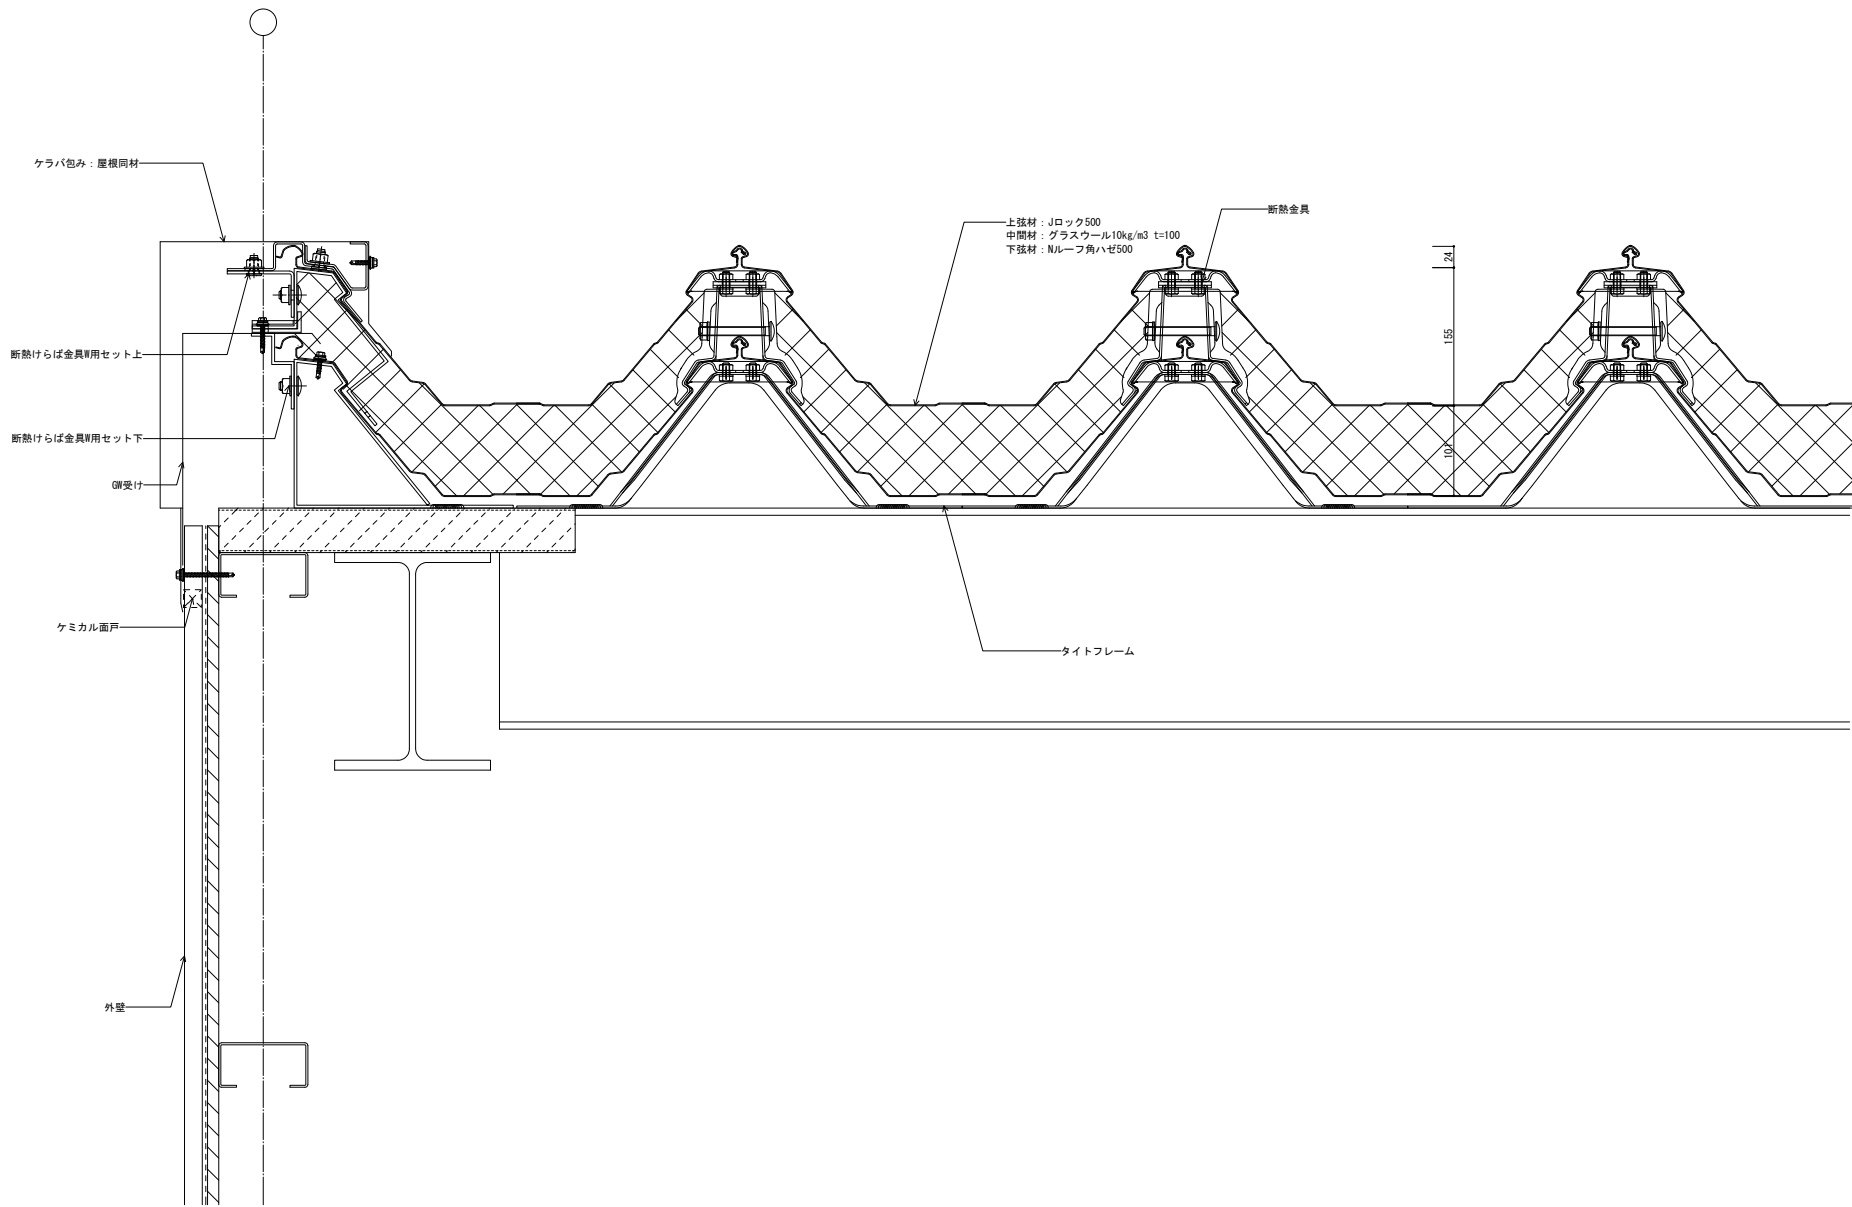 ケラバ包み：屋根同材
上弦材：Jロック500
中間材：グラスウール10kg/m3 t=100
下弦材：Nルーフ角ハゼ500
断熱金具
24
155
101
断熱けらば金具W用セット上
断熱けらば金具W用セット下
GW受け
ケミカル面戸
タイトフレーム
外壁